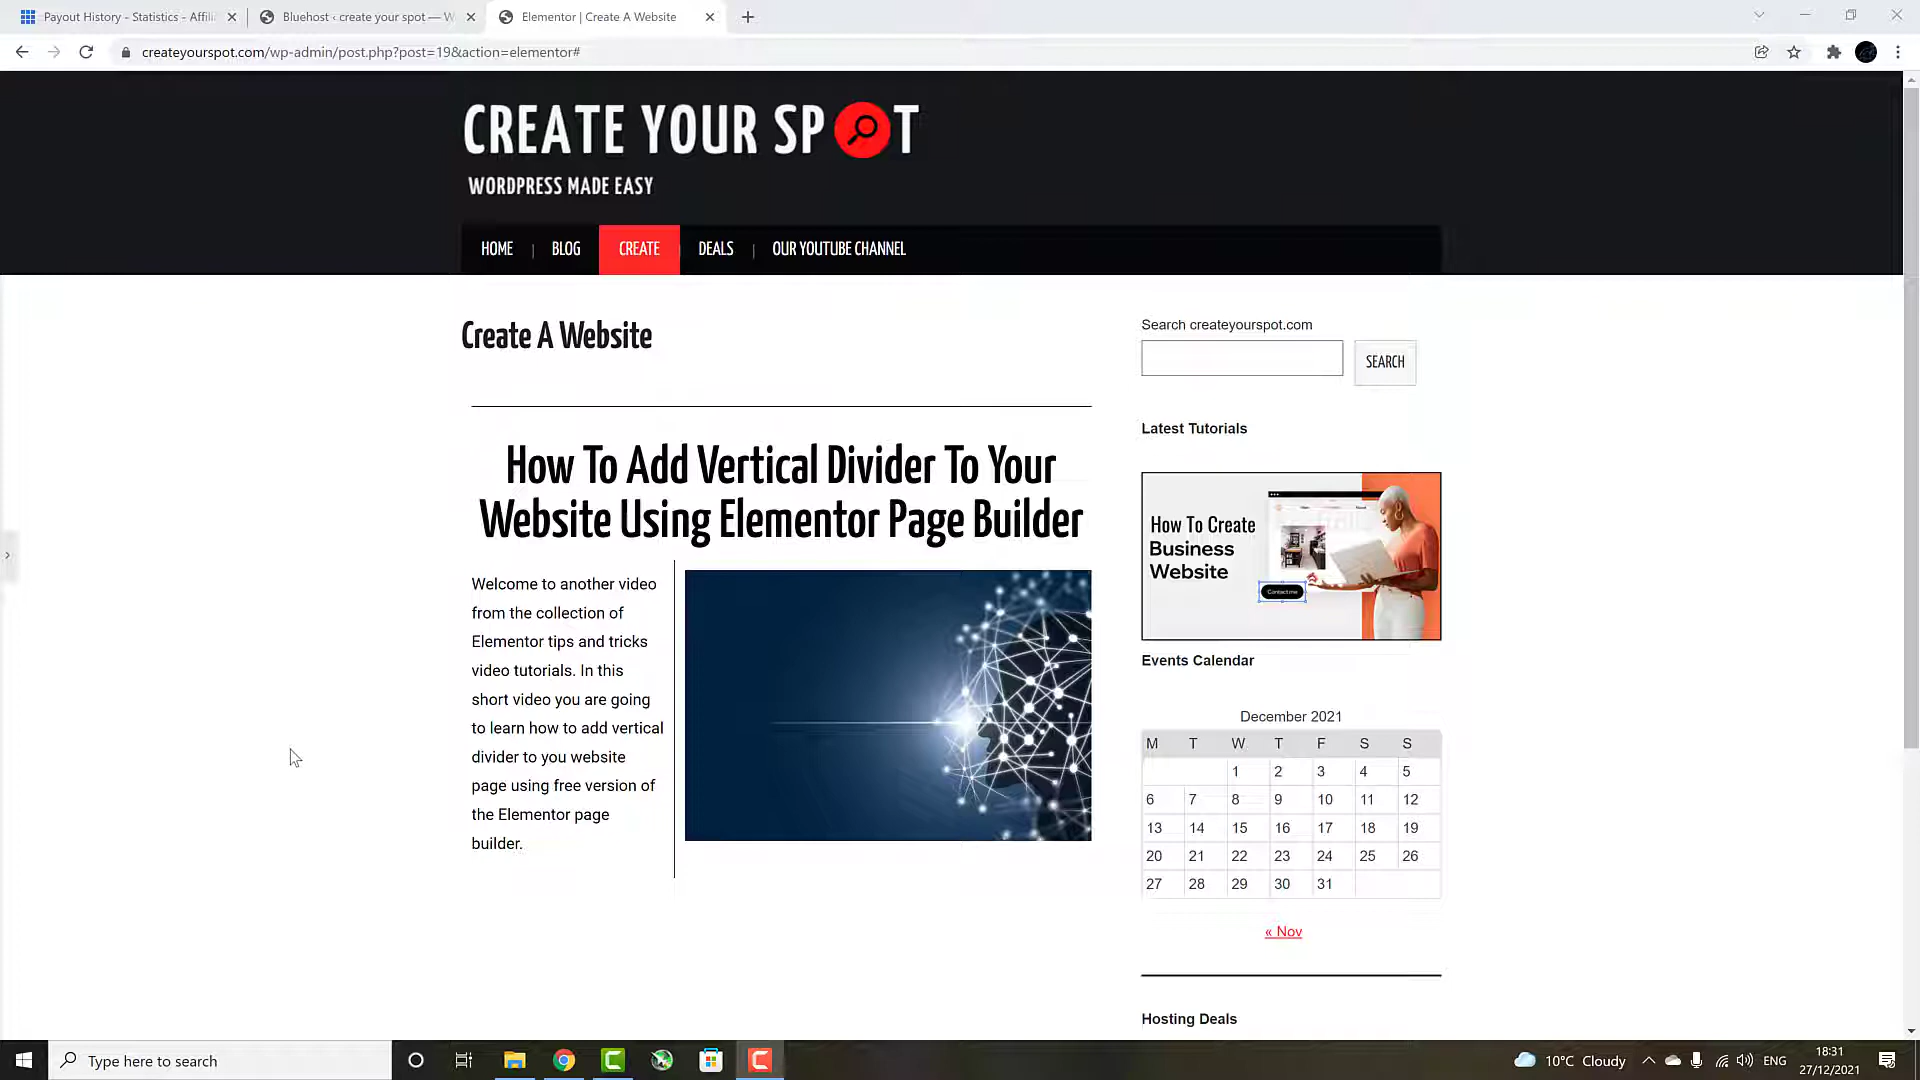 Payout History - Statistics - Affili
Bluehost ‹ create your spot — W
Elementor | Create A Website
createyourspot.com/wp-admin/post.php?post=19&action=elementor#
CREATE YOUR SPOT
WORDPRESS MADE EASY
HOME | BLOG CREATE DEALS | OUR YOUTUBE CHANNEL
Create A Website
How To Add Vertical Divider To Your
Website Using Elementor Page Builder
Welcome to another video
from the collection of
Elementor tips and tricks
video tutorials. In this
short video you are going
to learn how to add vertical
divider to you website
page using free version of
the Elementor page
builder.
Search createyourspot.com
SEARCH
Latest Tutorials
How To Create
Business
Website
Contact me
Events Calendar
December 2021
M T W T F S S
1 2 3 4 5
6 7 8 9 10 11 12
13 14 15 16 17 18 19
20 21 22 23 24 25 26
27 28 29 30 31
« Nov
Hosting Deals
Type here to search
10°C Cloudy
ENG
18:31
27/12/2021